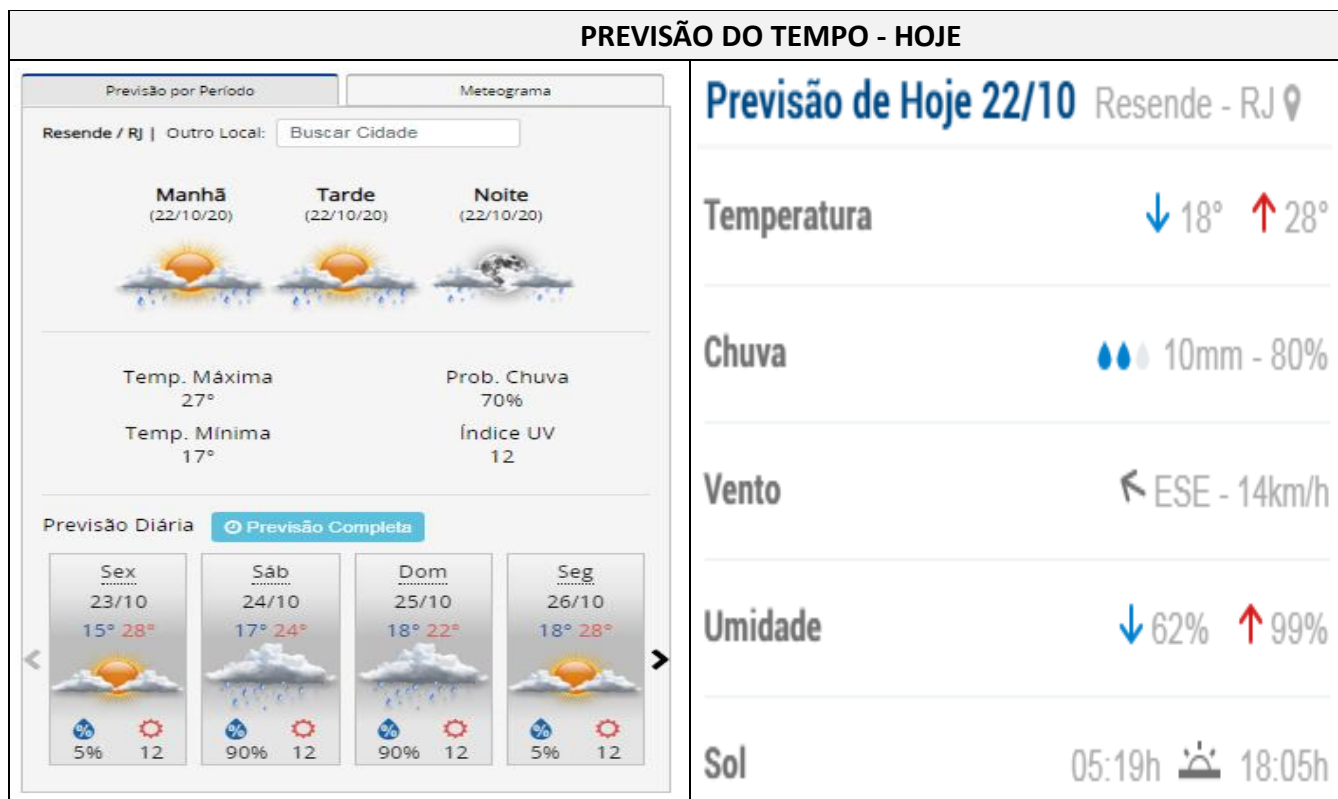 PREVISÃO DO TEMPO - HOJE
Previsão por Período Meteograma
Resende / RJ | Outro Local: Buscar Cidade
Manhã Tarde Noite
(22/10/20) (22/10/20) (22/10/20)
Temp. Máxima Prob. Chuva
27° 70%
Temp. Mínima Índice UV
17° 12
Previsão Diária Previsão Completa
Sex Sáb Dom Seg
23/10 24/10 25/10 26/10
15° 28° 17° 24° 18° 22° 18° 28°
% % % %
5% 12 90% 12 90% 12 5% 12
Previsão de Hoje 22/10 Resende - RJ
Temperatura 18° 28°
Chuva 10mm - 80%
Vento ESE - 14km/h
Umidade 62% 99%
Sol 05:19h 18:05h